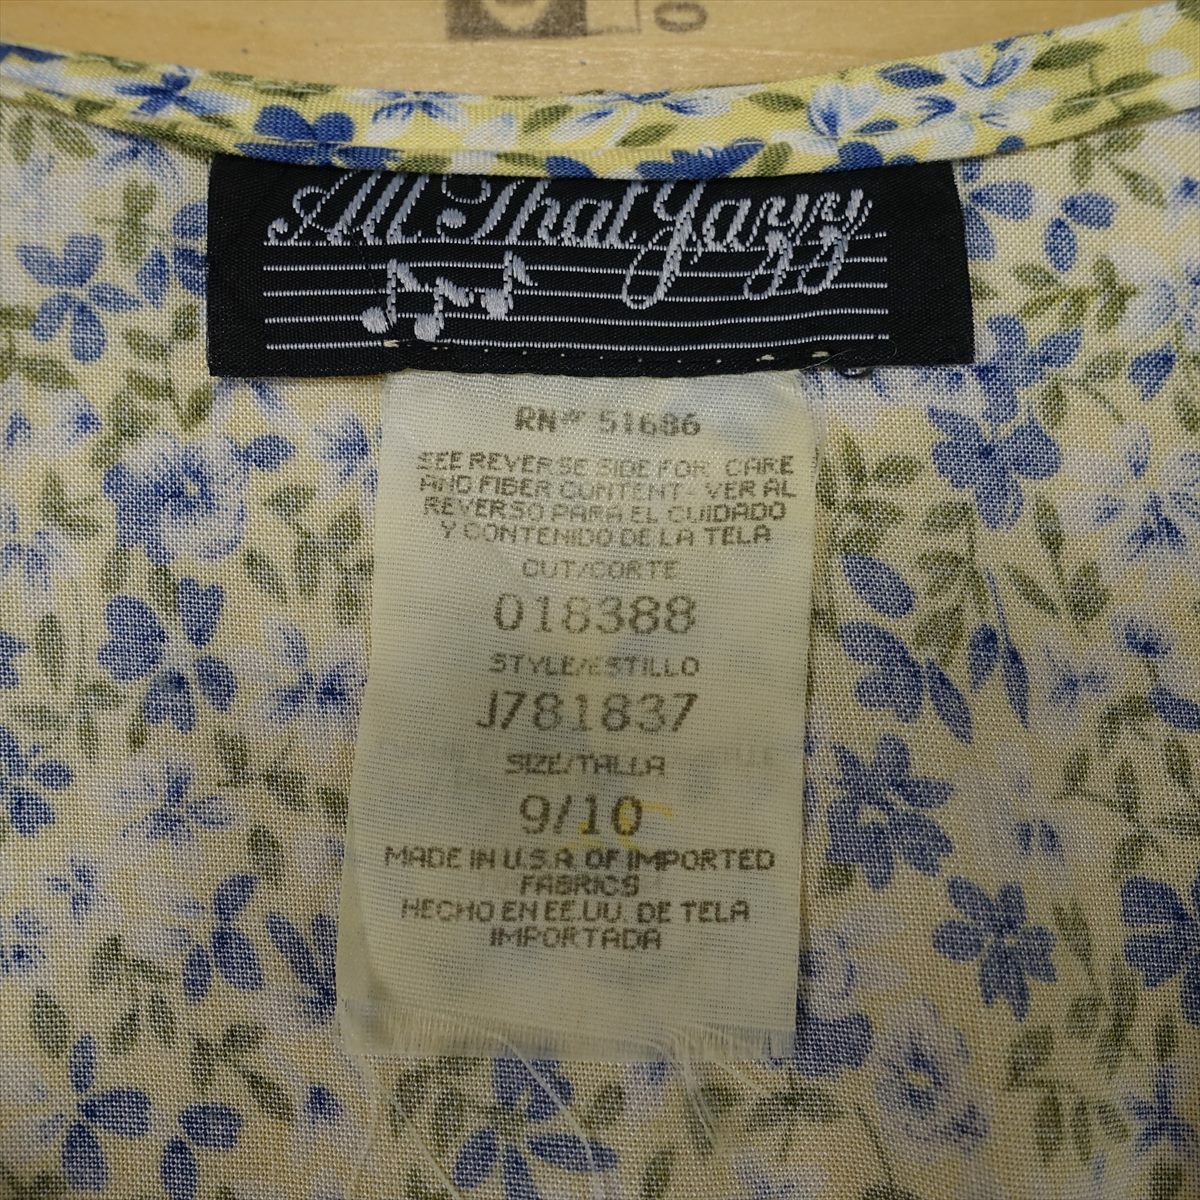 All That Jazz
RN# 51686
SEE REVERSE SIDE FOR CARE
AND FIBER CONTENT - VER AL
REVERSO PARA EL CUIDADO
Y CONTENIDO DE LA TELA
CUT/CORTE
018388
STYLE/ESTILLO
J781837
SIZE/TALLA
9/10
MADE IN U.S.A. OF IMPORTED
FABRICS
HECHO EN EE.UU. DE TELA
IMPORTADA